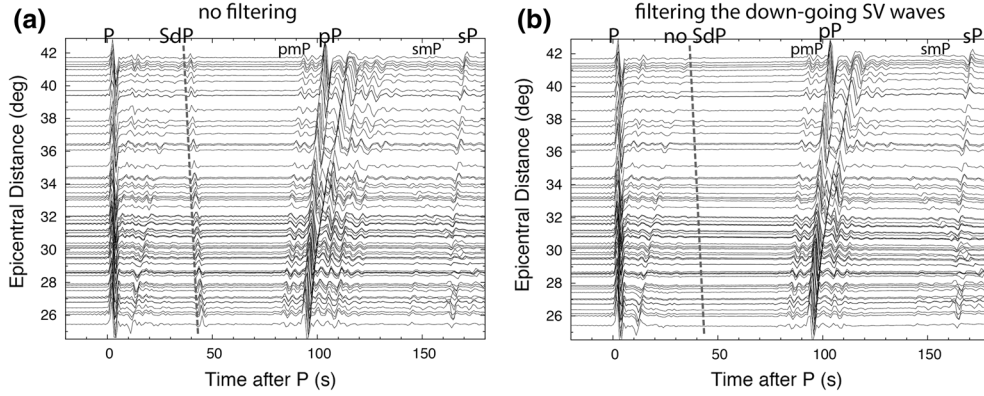 (a)
no filtering
P
SdP
pmP
pP
smP
sP
42
40
38
36
34
32
30
28
26
Epicentral Distance (deg)
0
50
100
150
Time after P (s)
(b)
filtering the down-going SV waves
P
no SdP
pmP
pP
smP
sP
42
40
38
36
34
32
30
28
26
Epicentral Distance (deg)
0
50
100
150
Time after P (s)